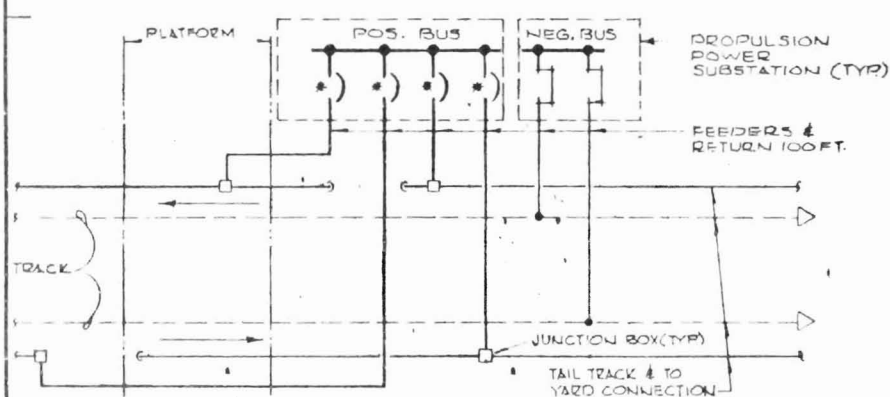 PLATFORM
POS. BUS
NEG. BUS
PROPULSION
POWER
SUBSTATION (TYP.)
* * * *
FEEDERS &
RETURN 100 FT.
TRACK
JUNCTION BOX (TYP.)
TAIL TRACK & TO
YARD CONNECTION